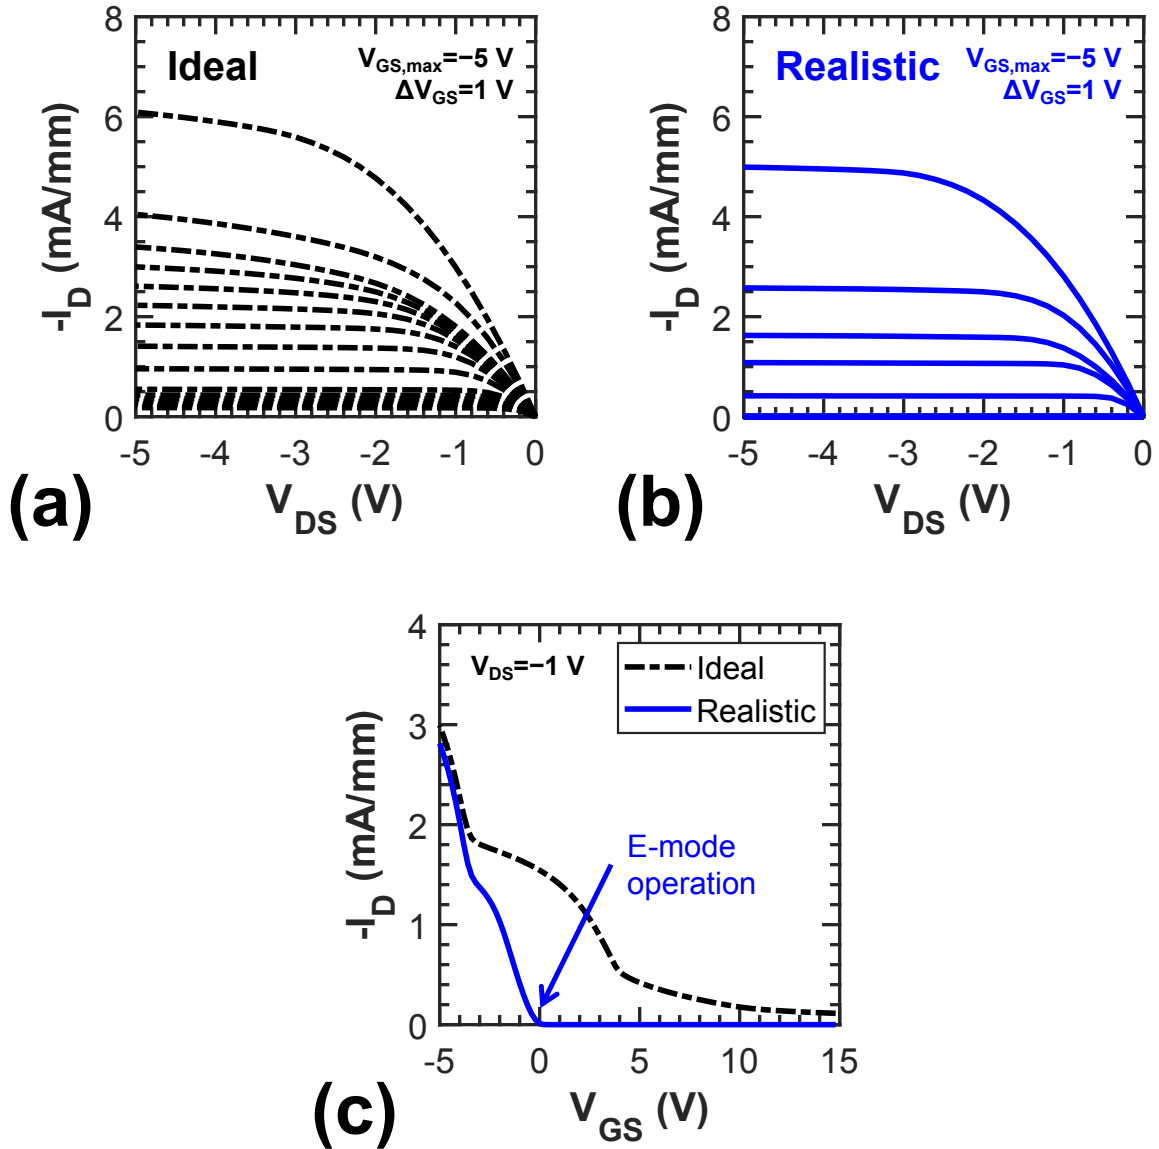 Ideal
V_GS,max=−5 V
ΔV_GS=1 V
8
6
4
2
0
-I_D (mA/mm)
-5 -4 -3 -2 -1 0
V_DS (V)
(a)
Realistic
V_GS,max=−5 V
ΔV_GS=1 V
8
6
4
2
0
-I_D (mA/mm)
-5 -4 -3 -2 -1 0
V_DS (V)
(b)
V_DS=−1 V
Ideal
Realistic
E-mode
operation
4
3
2
1
0
-I_D (mA/mm)
-5 0 5 10 15
V_GS (V)
(c)